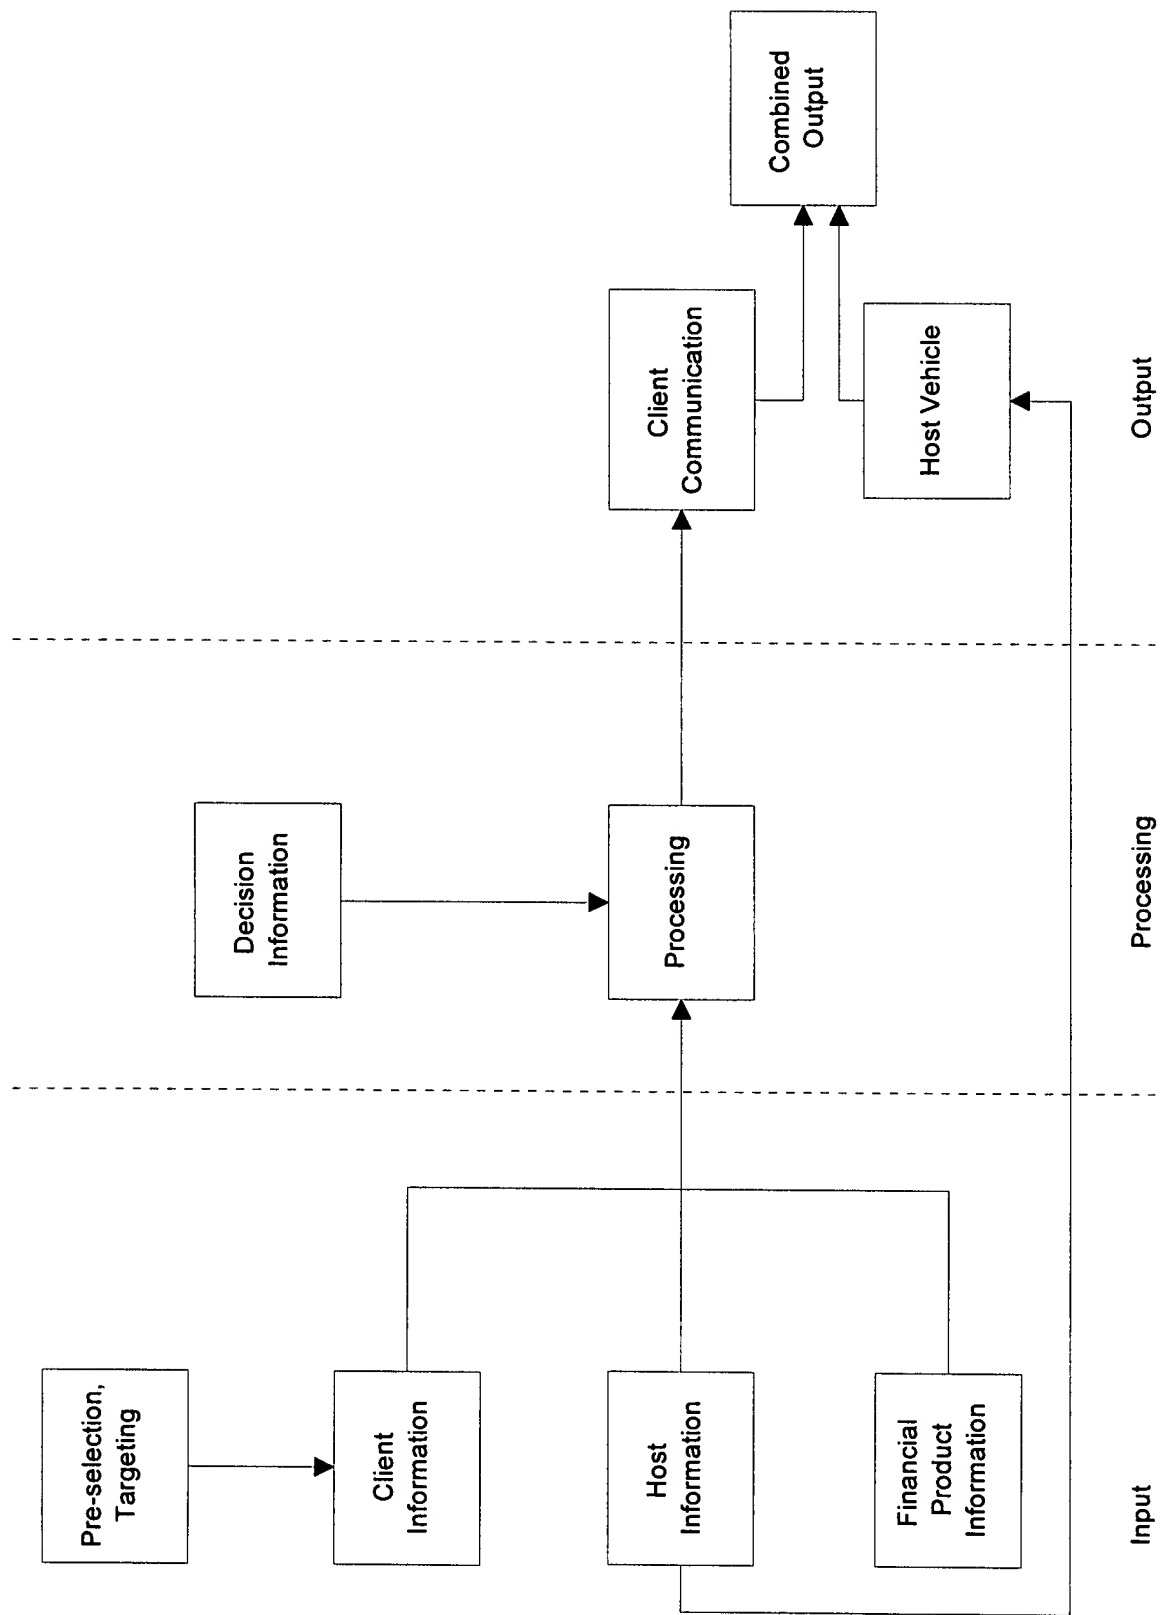 Pre-selection,
Targeting
Client
Information
Host
Information
Financial
Product
Information
Input
Decision
Information
Processing
Processing
Client
Communication
Host Vehicle
Combined
Output
Output